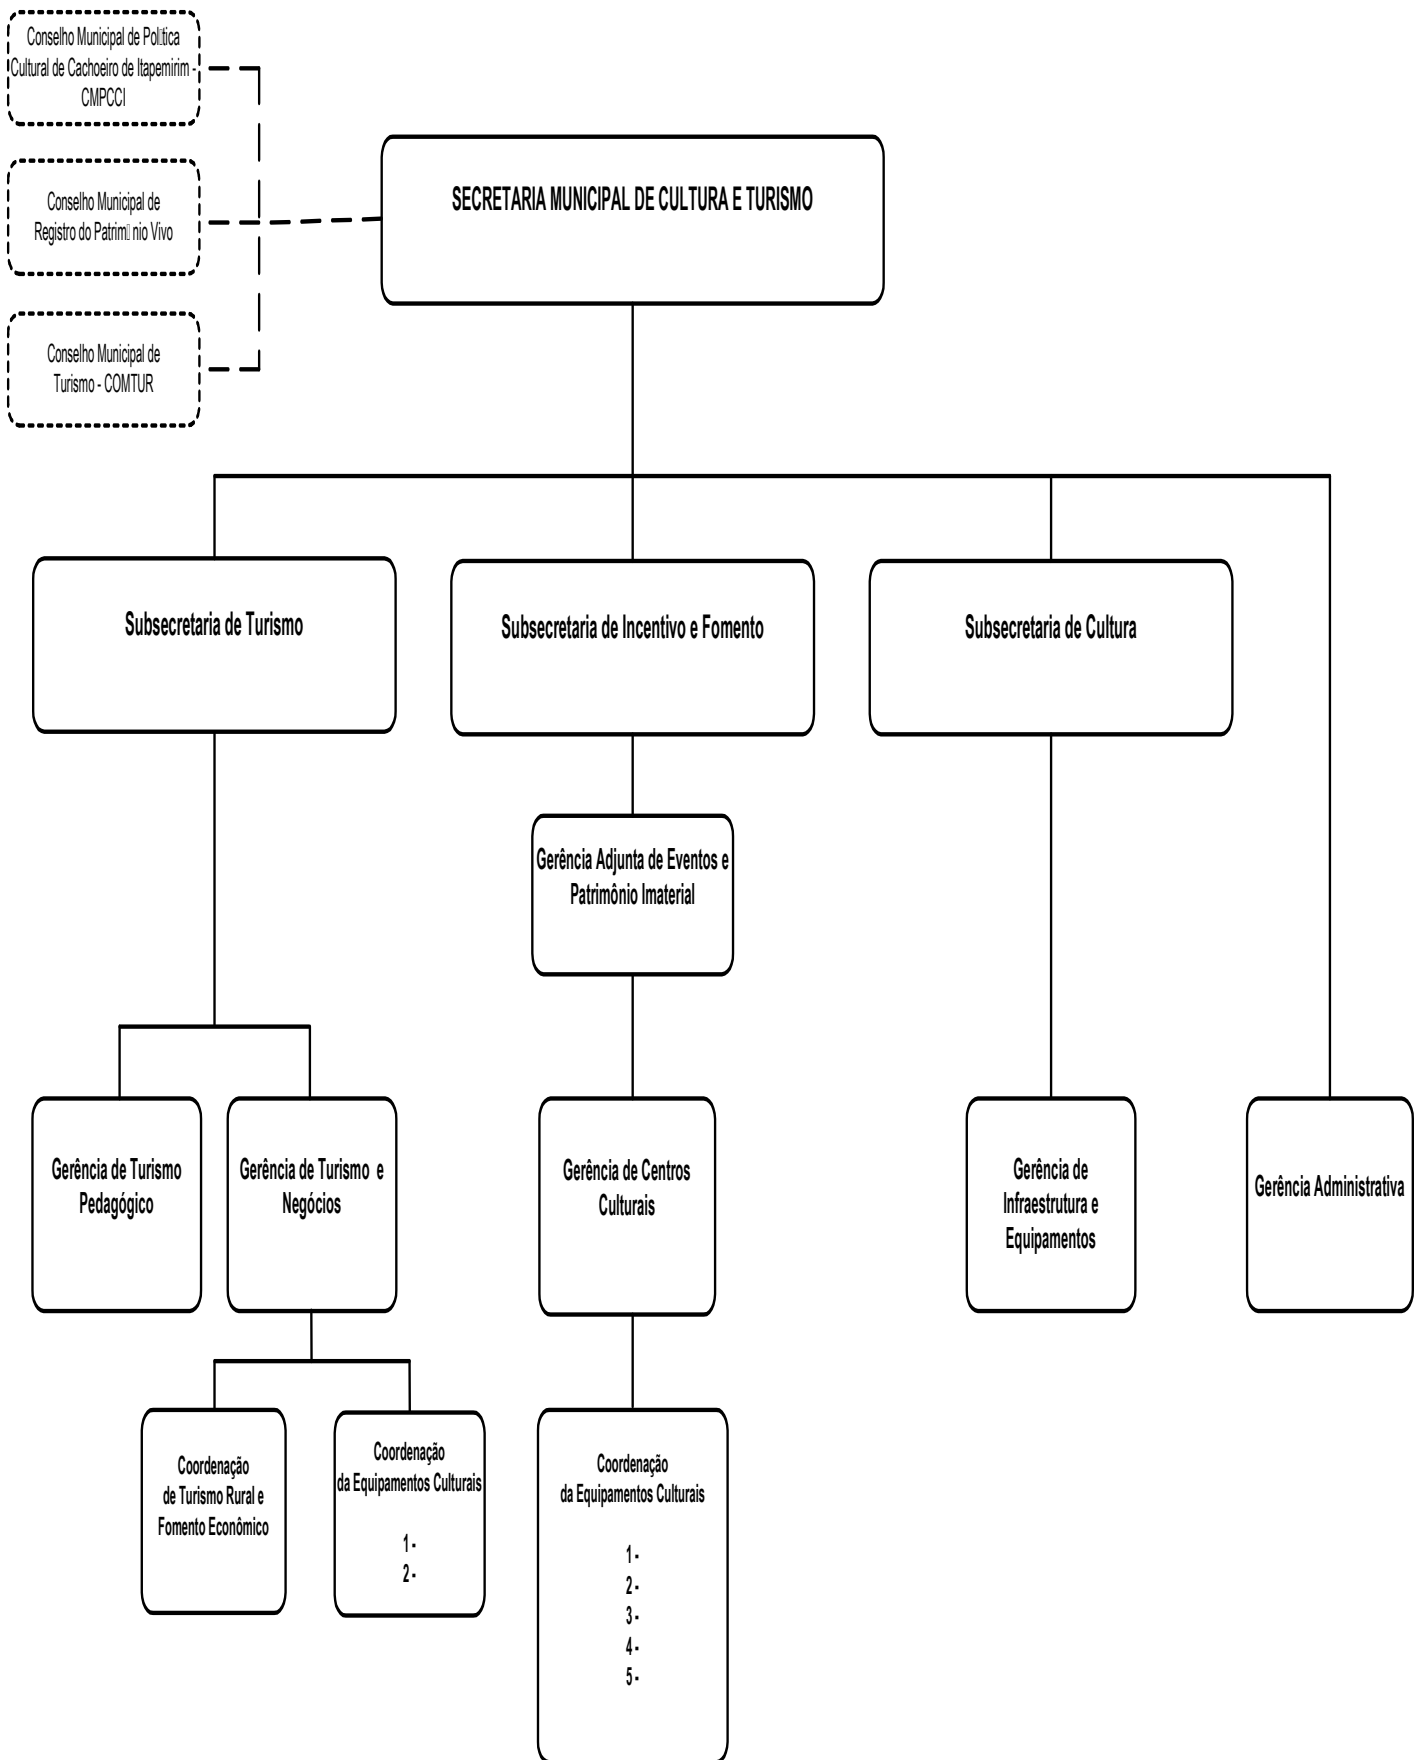 Conselho Municipal de Pol▯tica
Cultural de Cachoeiro de Itapemirim -
CMPCCI
Conselho Municipal de
Registro do Patrim▯ nio Vivo
Conselho Municipal de
Turismo - COMTUR
SECRETARIA MUNICIPAL DE CULTURA E TURISMO
Subsecretaria de Turismo
Subsecretaria de Incentivo e Fomento
Subsecretaria de Cultura
Gerência Adjunta de Eventos e
Patrimônio Imaterial
Gerência de Turismo
Pedagógico
Gerência de Turismo e
Negócios
Gerência de Centros
Culturais
Gerência de
Infraestrutura e
Equipamentos
Gerência Administrativa
Coordenação
de Turismo Rural e
Fomento Econômico
Coordenação
da Equipamentos Culturais
1 -
2 -
Coordenação
da Equipamentos Culturais
1 -
2 -
3 -
4 -
5 -